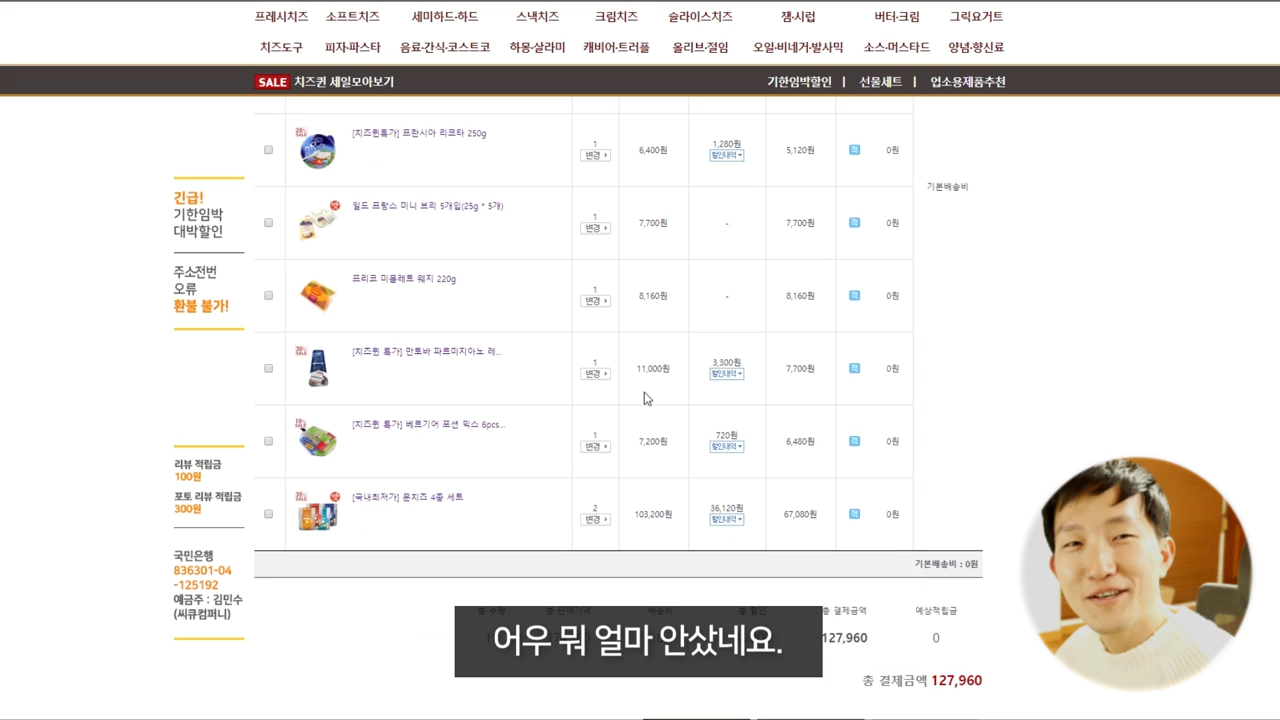 프레시치즈 소프트치즈 세미하드·하드 스낵치즈 크림치즈 슬라이스치즈 잼·시럽 버터·크림 그릭요거트
치즈도구 피자·파스타 음료·간식·코스트코 하몽·살라미 캐비어·트러플 올리브·절임 오일·비네거·발사믹 소스·머스타드 양념·향신료
SALE 치즈퀸 세일모아보기 기한임박할인 | 선물세트 | 업소용제품추천
[치즈퀸특가] 프란시아 리코타 250g 1 변경 6,400원 1,280원 할인내역 5,120원 적 0원
기본배송비
일드 프랑스 미니 브리 5개입(25g * 5개) 1 변경 7,700원 - 7,700원 적 0원
프리코 미몰레트 웨지 220g 1 변경 8,160원 - 8,160원 적 0원
[치즈퀸 특가] 만토바 파르미지아노 레... 1 변경 11,000원 3,300원 할인내역 7,700원 적 0원
[치즈퀸 특가] 베르기어 포션 믹스 6pcs... 1 변경 7,200원 720원 할인내역 6,480원 적 0원
[국내최저가] 문치즈 4종 세트 2 변경 103,200원 36,120원 할인내역 67,080원 적 0원
기본배송비 : 0원
긴급!
기한임박
대박할인
주소전번
오류
환불 불가!
리뷰 적립금
100원
포토 리뷰 적립금
300원
국민은행
836301-04
-125192
예금주 : 김민수
(씨큐컴퍼니)
총 결제금액 예상적립금
127,960 0
총 결제금액 127,960
어우 뭐 얼마 안샀네요.